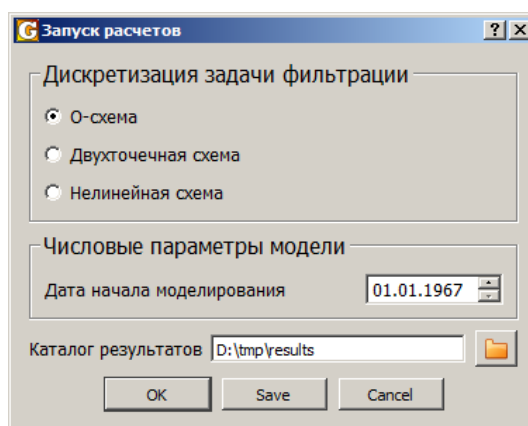 Запуск расчетов
Дискретизация задачи фильтрации
О-схема
Двухточечная схема
Нелинейная схема
Числовые параметры модели
Дата начала моделирования 01.01.1967
Каталог результатов D:\tmp\results
OK Save Cancel